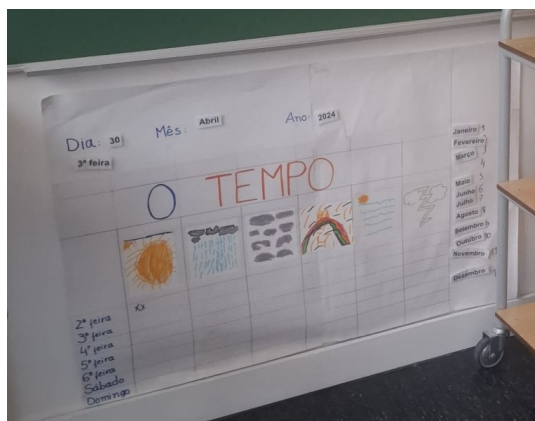 Dia: 30 Mês: Abril Ano: 2024
3ª feira
O TEMPO
Janeiro 1
Fevereiro
Março 3
4
Maio 5
Junho 6
Julho 7
Agosto 8
Setembro 9
Outubro 10
Novembro 11
Dezembro
xx
2ª feira
3ª feira
4ª feira
5ª feira
6ª feira
Sábado
Domingo